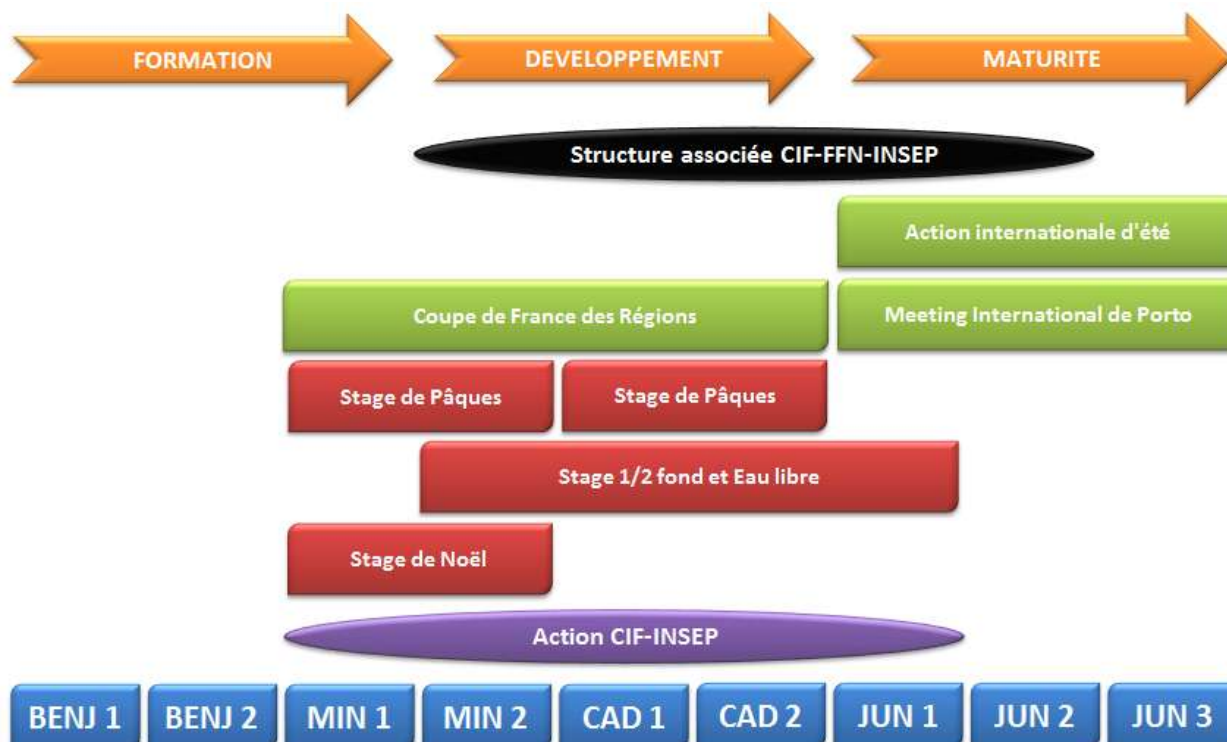 FORMATION
DEVELOPPEMENT
MATURITE
Structure associée CIF-FFN-INSEP
Action internationale d'été
Coupe de France des Régions
Meeting International de Porto
Stage de Pâques
Stage de Pâques
Stage 1/2 fond et Eau libre
Stage de Noël
Action CIF-INSEP
BENJ 1
BENJ 2
MIN 1
MIN 2
CAD 1
CAD 2
JUN 1
JUN 2
JUN 3